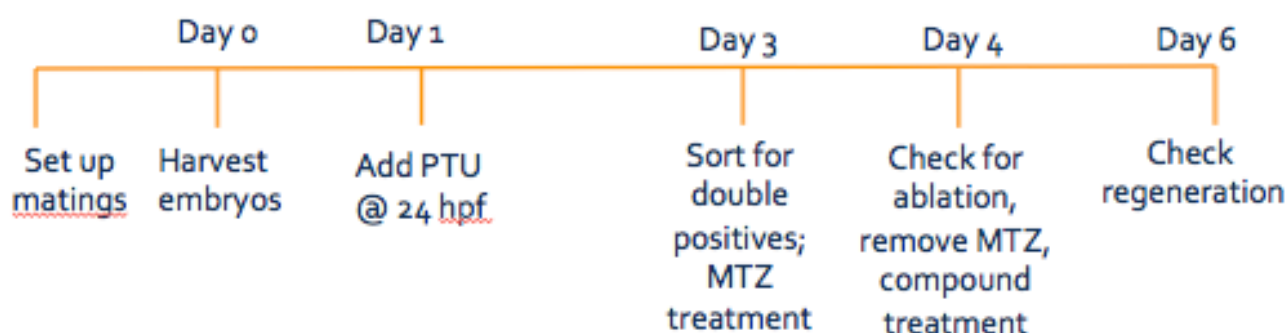 Day 0
Day 1
Day 3
Day 4
Day 6
Set up
matings
Harvest
embryos
Add PTU
@ 24 hpf
Sort for
double
positives;
MTZ
treatment
Check for
ablation,
remove MTZ,
compound
treatment
Check
regeneration